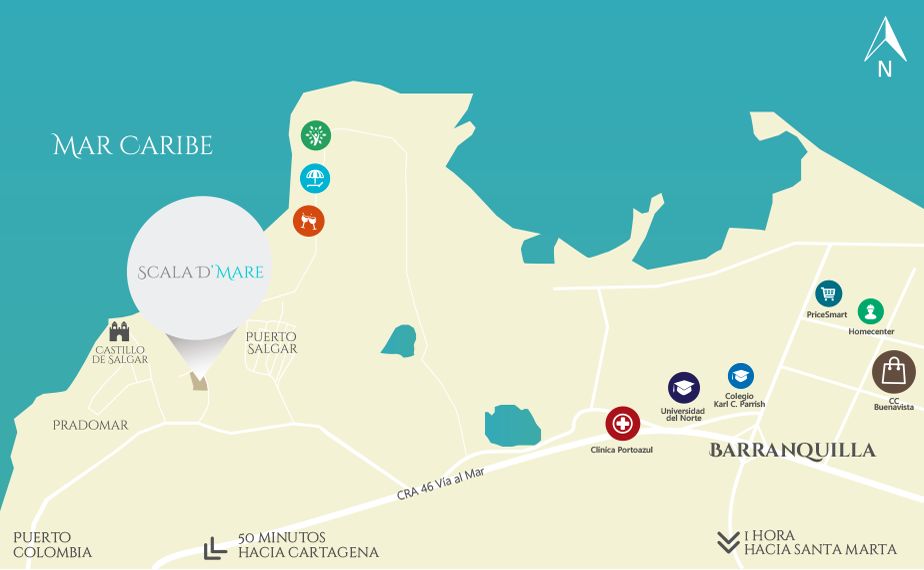 N
MAR CARIBE
SCALA D'MARE
PriceSmart
Homecenter
CASTILLO
DE SALGAR
PUERTO
SALGAR
CC
Buenavista
Colegio
Karl C. Parrish
Universidad
del Norte
PRADOMAR
Clínica Portoazul
BARRANQUILLA
CRA 46 Vía al Mar
PUERTO
COLOMBIA
50 MINUTOS
HACIA CARTAGENA
1 HORA
HACIA SANTA MARTA